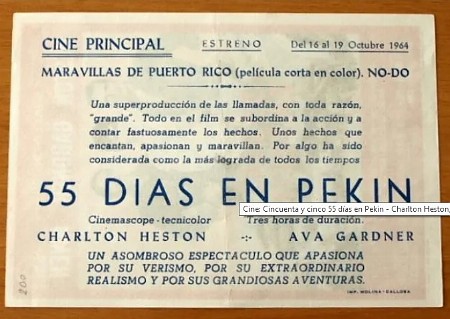 CINE PRINCIPAL ESTRENO Del 16 al 19 Octubre 1964
MARAVILLAS DE PUERTO RICO (película corta en color). NO-DO
Una superproducción de las llamadas, con toda razón,
"grande". Todo en el film se subordina a la acción y a
contar fastuosamente los hechos. Unos hechos que
encantan, apasionan y maravillan. Por algo ha sido
considerada como la más lograda de todos los tiempos
55 DIAS EN PEKIN
Cine: Cincuenta y cinco 55 días en Pekin - Charlton Heston,
Cinemascope - tecnicolor Tres horas de duración.
CHARLTON HESTON -:- AVA GARDNER
UN ASOMBROSO ESPECTACULO QUE APASIONA
POR SU VERISMO, POR SU EXTRAORDINARIO
REALISMO Y POR SUS GRANDIOSAS AVENTURAS.
IMP. MOLINA - CALLOSA
200